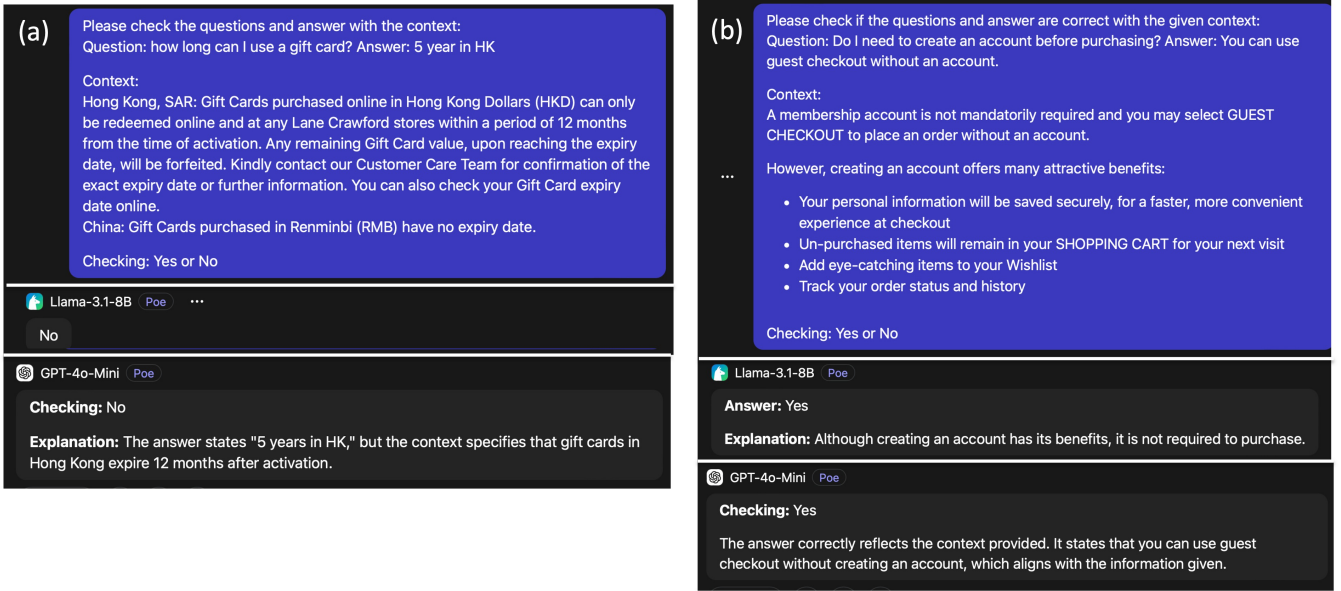 (a)
Please check the questions and answer with the context:
Question: how long can I use a gift card? Answer: 5 year in HK
Context:
Hong Kong, SAR: Gift Cards purchased online in Hong Kong Dollars (HKD) can only
be redeemed online and at any Lane Crawford stores within a period of 12 months
from the time of activation. Any remaining Gift Card value, upon reaching the expiry
date, will be forfeited. Kindly contact our Customer Care Team for confirmation of the
exact expiry date or further information. You can also check your Gift Card expiry
date online.
China: Gift Cards purchased in Renminbi (RMB) have no expiry date.
Checking: Yes or No
Llama-3.1-8B Poe ...
No
GPT-4o-Mini Poe
Checking: No
Explanation: The answer states "5 years in HK," but the context specifies that gift cards in
Hong Kong expire 12 months after activation.
(b)
Please check if the questions and answer are correct with the given context:
Question: Do I need to create an account before purchasing? Answer: You can use
guest checkout without an account.
Context:
A membership account is not mandatorily required and you may select GUEST
CHECKOUT to place an order without an account.
...
However, creating an account offers many attractive benefits:
• Your personal information will be saved securely, for a faster, more convenient
experience at checkout
• Un-purchased items will remain in your SHOPPING CART for your next visit
• Add eye-catching items to your Wishlist
• Track your order status and history
Checking: Yes or No
Llama-3.1-8B Poe
Answer: Yes
Explanation: Although creating an account has its benefits, it is not required to purchase.
GPT-4o-Mini Poe
Checking: Yes
The answer correctly reflects the context provided. It states that you can use guest
checkout without creating an account, which aligns with the information given.